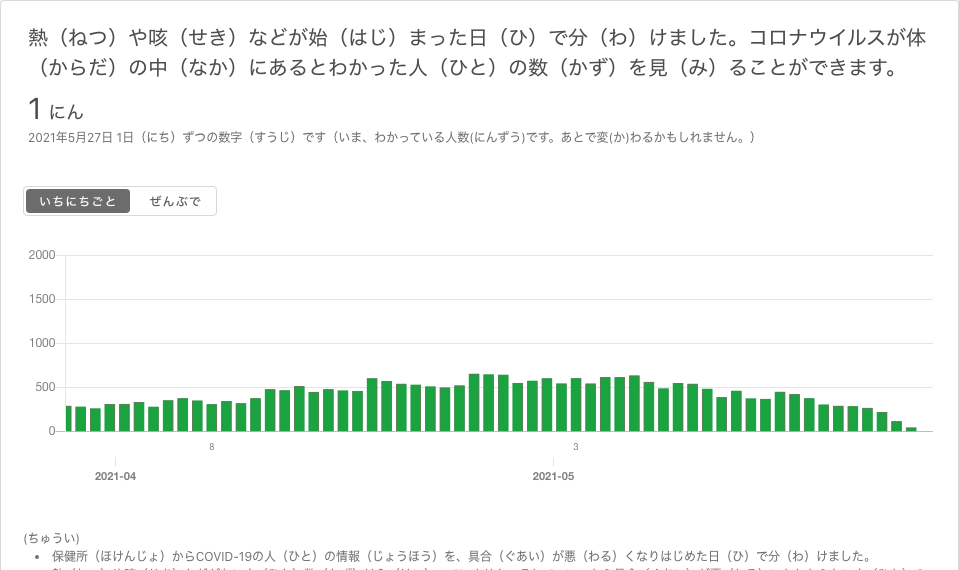 熱（ねつ）や咳（せき）などが始（はじ）まった日（ひ）で分（わ）けました。コロナウイルスが体
（からだ）の中（なか）にあるとわかった人（ひと）の数（かず）を見（み）ることができます。
1 にん
2021年5月27日 1日（にち）ずつの数字（すうじ）です（いま、わかっている人数(にんずう)です。あとで変(か)わるかもしれません。）
いちにちごと ぜんぶで
2000
1500
1000
500
0
8 3
2021-04 2021-05
(ちゅうい)
• 保健所（ほけんじょ）からCOVID-19の人（ひと）の情報（じょうほう）を、具合（ぐあい）が悪（わる）くなりはじめた日（ひ）で分（わ）けました。